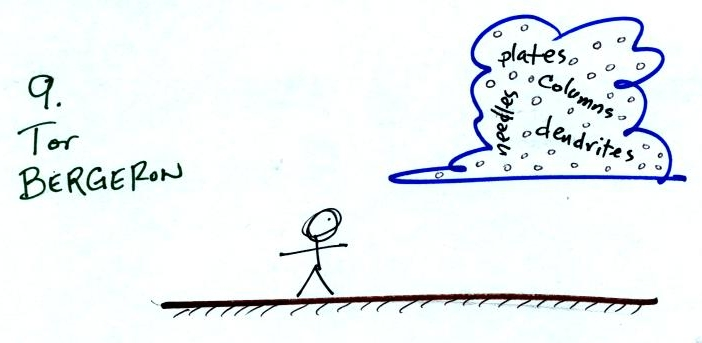 9.
Tor
BERGERON
plates
columns
needles
dendrites